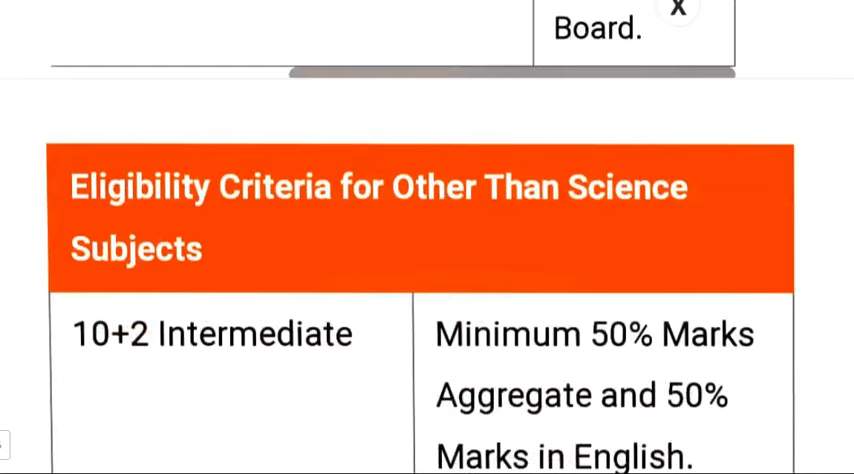 Board.
X
Eligibility Criteria for Other Than Science
Subjects
10+2 Intermediate
Minimum 50% Marks
Aggregate and 50%
Marks in English.